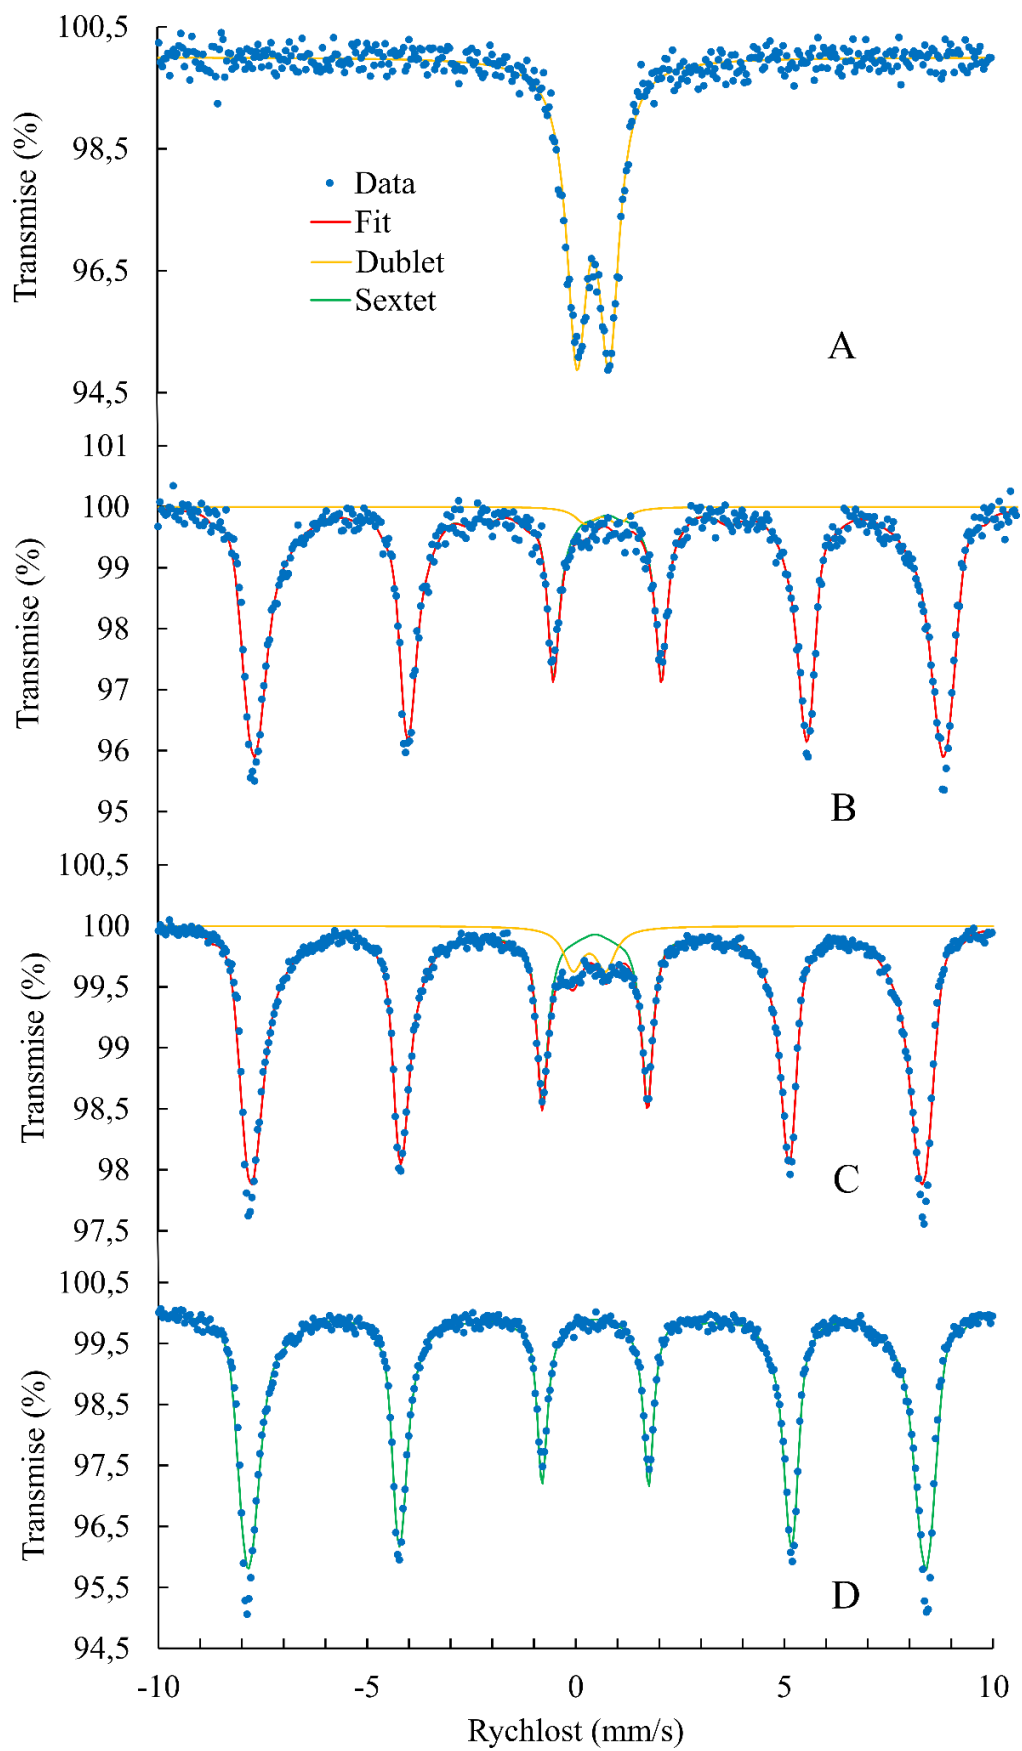 100,5
98,5
96,5
94,5
Transmise (%)
Data
Fit
Dublet
Sextet
A
101
100
99
98
97
96
95
Transmise (%)
B
100,5
100
99,5
99
98,5
98
97,5
Transmise (%)
C
100,5
99,5
98,5
97,5
96,5
95,5
94,5
Transmise (%)
D
-10 -5 0 5 10
Rychlost (mm/s)